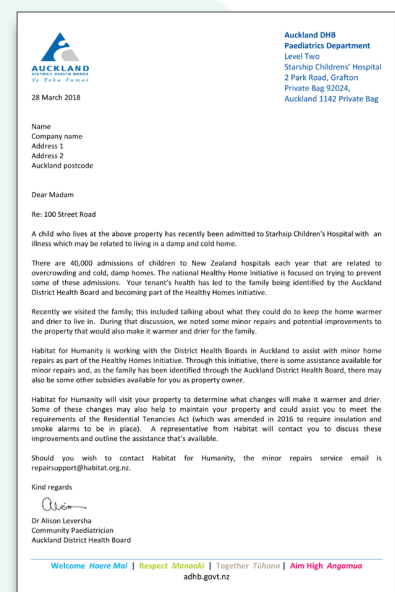 Auckland DHB
Paediatrics Department
Level Two
Starship Childrens' Hospital
2 Park Road, Grafton
Private Bag 92024,
Auckland 1142 Private Bag
AUCKLAND
DISTRICT HEALTH BOARD
Te Toka Tumai
28 March 2018
Name
Company name
Address 1
Address 2
Auckland postcode
Dear Madam
Re: 100 Street Road
A child who lives at the above property has recently been admitted to Starhsip Children's Hospital with an
illness which may be related to living in a damp and cold home.
There are 40,000 admissions of children to New Zealand hospitals each year that are related to
overcrowding and cold, damp homes. The national Healthy Home Initiative is focused on trying to prevent
some of these admissions. Your tenant's health has led to the family being identified by the Auckland
District Health Board and becoming part of the Healthy Homes initiative.
Recently we visited the family; this included talking about what they could do to keep the home warmer
and drier to live in. During that discussion, we noted some minor repairs and potential improvements to
the property that would also make it warmer and drier for the family.
Habitat for Humanity is working with the District Health Boards in Auckland to assist with minor home
repairs as part of the Healthy Homes Initiative. Through this initiative, there is some assistance available for
minor repairs and, as the family has been identified through the Auckland District Health Board, there may
also be some other subsidies available for you as property owner.
Habitat for Humanity will visit your property to determine what changes will make it warmer and drier.
Some of these changes may also help to maintain your property and could assist you to meet the
requirements of the Residential Tenancies Act (which was amended in 2016 to require insulation and
smoke alarms to be in place). A representative from Habitat will contact you to discuss these
improvements and outline the assistance that's available.
Should you wish to contact Habitat for Humanity, the minor repairs service email is
repairsupport@habitat.org.nz.
Kind regards
Dr Alison Leversha
Community Paediatrician
Auckland District Health Board
Welcome Haere Mai | Respect Manaaki | Together Tūhono | Aim High Angamua
adhb.govt.nz